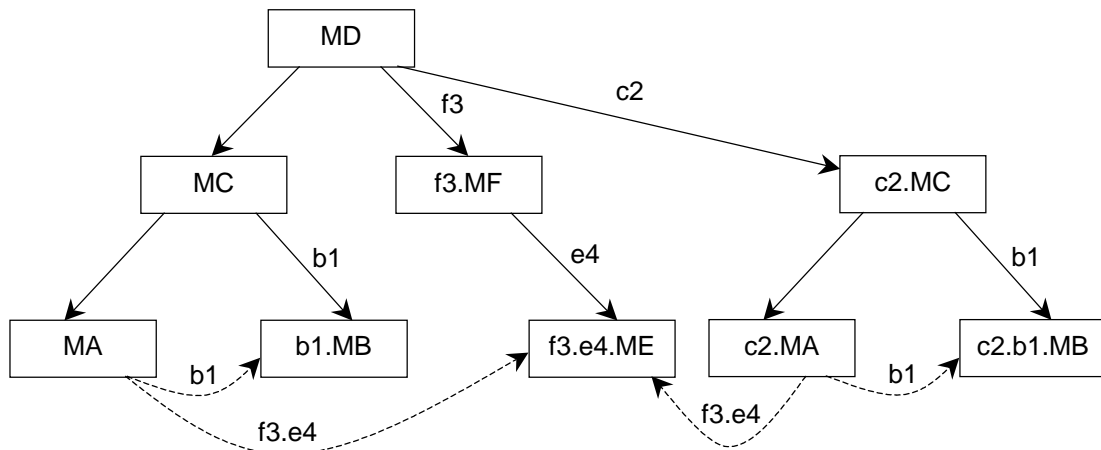 MD
f3
c2
MC
f3.MF
c2.MC
b1
e4
b1
MA
b1.MB
f3.e4.ME
c2.MA
c2.b1.MB
b1
b1
f3.e4
f3.e4